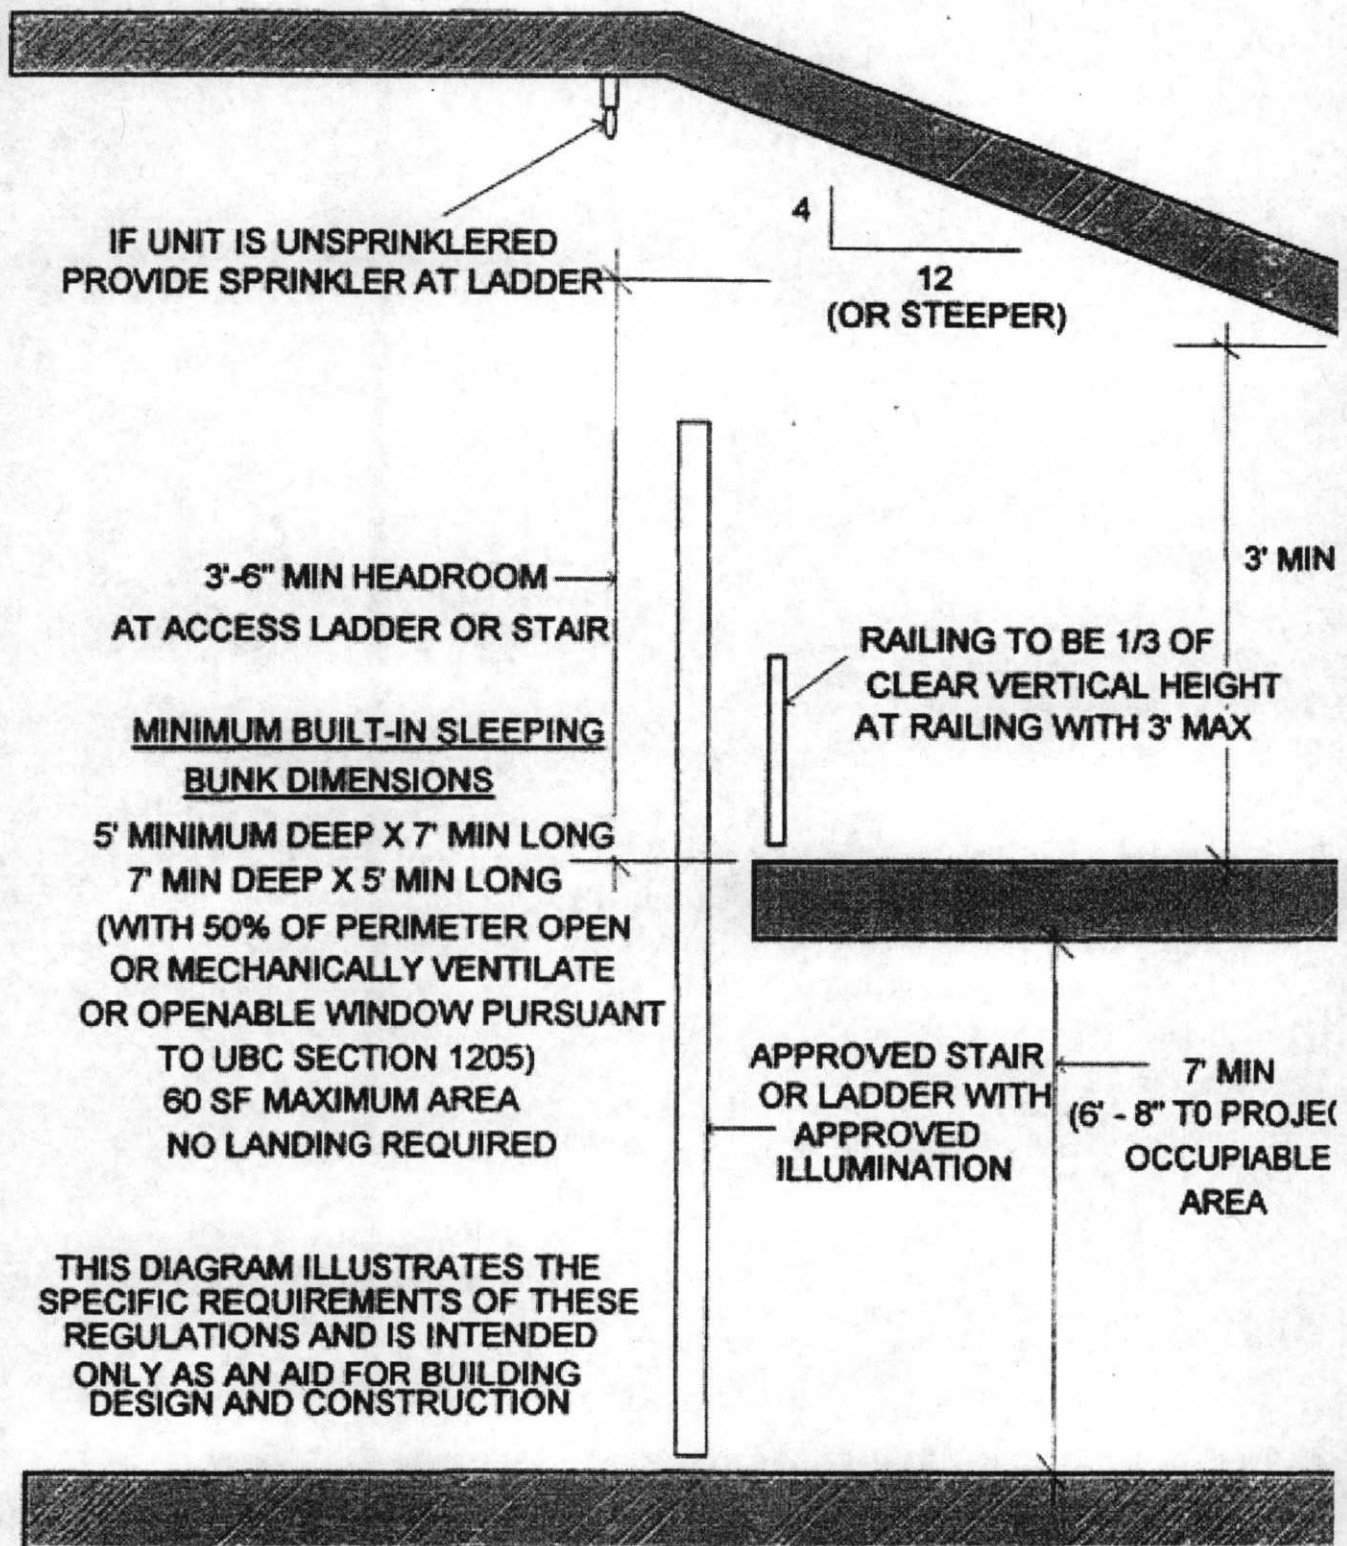 IF UNIT IS UNSPRINKLERED
PROVIDE SPRINKLER AT LADDER
4
12
(OR STEEPER)
3' MIN
3'-6" MIN HEADROOM
AT ACCESS LADDER OR STAIR
RAILING TO BE 1/3 OF
CLEAR VERTICAL HEIGHT
AT RAILING WITH 3' MAX
MINIMUM BUILT-IN SLEEPING
BUNK DIMENSIONS
5' MINIMUM DEEP X 7' MIN LONG
7' MIN DEEP X 5' MIN LONG
(WITH 50% OF PERIMETER OPEN
OR MECHANICALLY VENTILATE
OR OPENABLE WINDOW PURSUANT
TO UBC SECTION 1205)
60 SF MAXIMUM AREA
NO LANDING REQUIRED
APPROVED STAIR
OR LADDER WITH
APPROVED
ILLUMINATION
7' MIN
(6' - 8" TO
OCCUPIABLE
AREA
THIS DIAGRAM ILLUSTRATES THE
SPECIFIC REQUIREMENTS OF THESE
REGULATIONS AND IS INTENDED
ONLY AS AN AID FOR BUILDING
DESIGN AND CONSTRUCTION